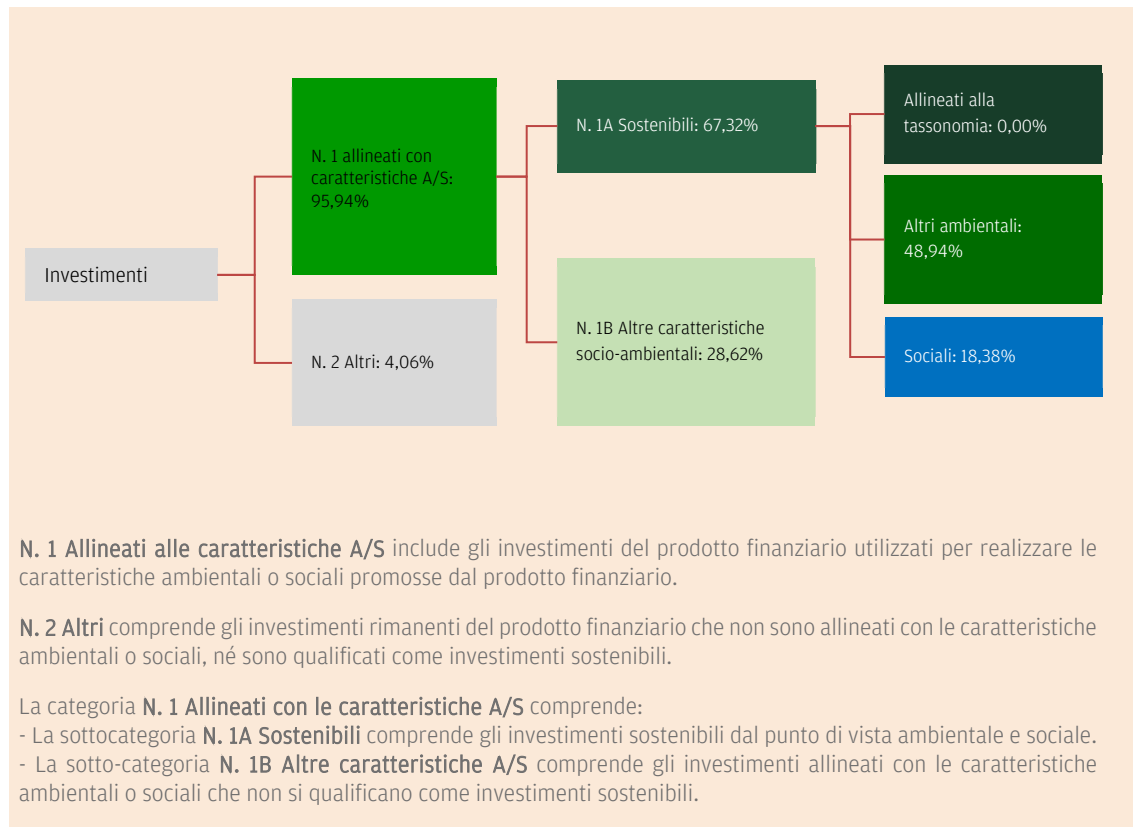 Investimenti
N. 1 allineati con
caratteristiche A/S:
95,94%
N. 2 Altri: 4,06%
N. 1A Sostenibili: 67,32%
N. 1B Altre caratteristiche
socio-ambientali: 28,62%
Allineati alla
tassonomia: 0,00%
Altri ambientali:
48,94%
Sociali: 18,38%
N. 1 Allineati alle caratteristiche A/S include gli investimenti del prodotto finanziario utilizzati per realizzare le
caratteristiche ambientali o sociali promosse dal prodotto finanziario.
N. 2 Altri comprende gli investimenti rimanenti del prodotto finanziario che non sono allineati con le caratteristiche
ambientali o sociali, né sono qualificati come investimenti sostenibili.
La categoria N. 1 Allineati con le caratteristiche A/S comprende:
- La sottocategoria N. 1A Sostenibili comprende gli investimenti sostenibili dal punto di vista ambientale e sociale.
- La sotto-categoria N. 1B Altre caratteristiche A/S comprende gli investimenti allineati con le caratteristiche
ambientali o sociali che non si qualificano come investimenti sostenibili.